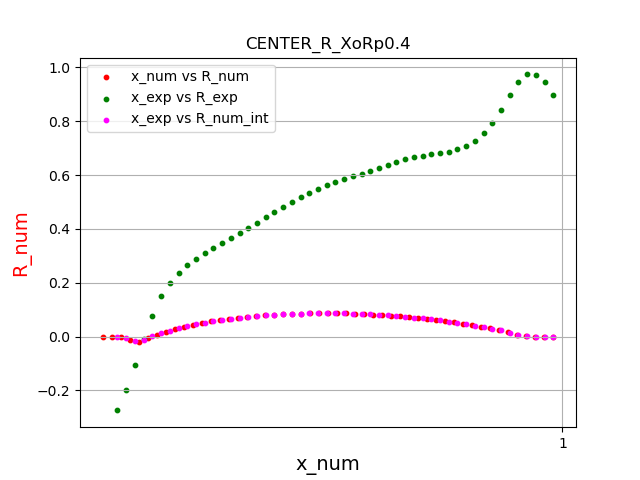 CENTER_R_XoRp0.4
x_num vs R_num
x_exp vs R_exp
x_exp vs R_num_int
1.0
0.8
0.6
0.4
0.2
0.0
−0.2
R_num
1
x_num